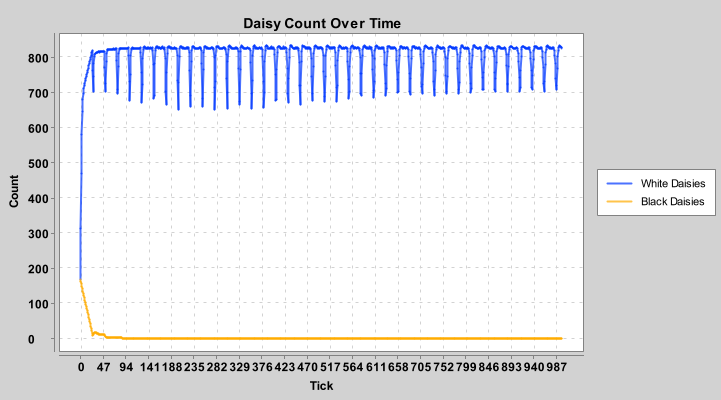 Daisy Count Over Time
800
700
600
500
400
300
200
100
0
Count
0 47 94 141 188 235 282 329 376 423 470 517 564 611 658 705 752 799 846 893 940 987
Tick
White Daisies
Black Daisies